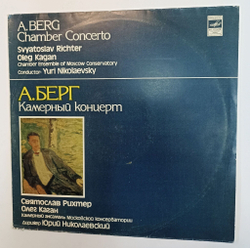 A. BERG
Chamber Concerto
Svyatoslav Richter
Oleg Kagan
Chamber Ensemble of Moscow Conservatory
Conductor - Yuri Nikolaevsky
А. БЕРГ
Камерный концерт
Святослав Рихтер
Олег Каган
Камерный ансамбль Московской консерватории
Дирижер Юрий Николаевский